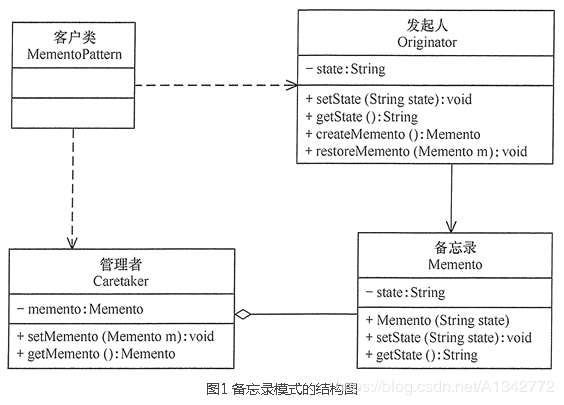 客户类
MementoPattern
发起人
Originator
- state:String
+ setState (String state):void
+ getState ():String
+ createMemento ():Memento
+ restoreMemento (Memento m):void
管理者
Caretaker
- memento:Memento
+ setMemento (Memento m):void
+ getMemento ():Memento
备忘录
Memento
- state:String
+ Memento (String state)
+ setState (String state):void
+ getState ():String
图1 备忘录模式的结构图
https://blog.csdn.net/A1342772